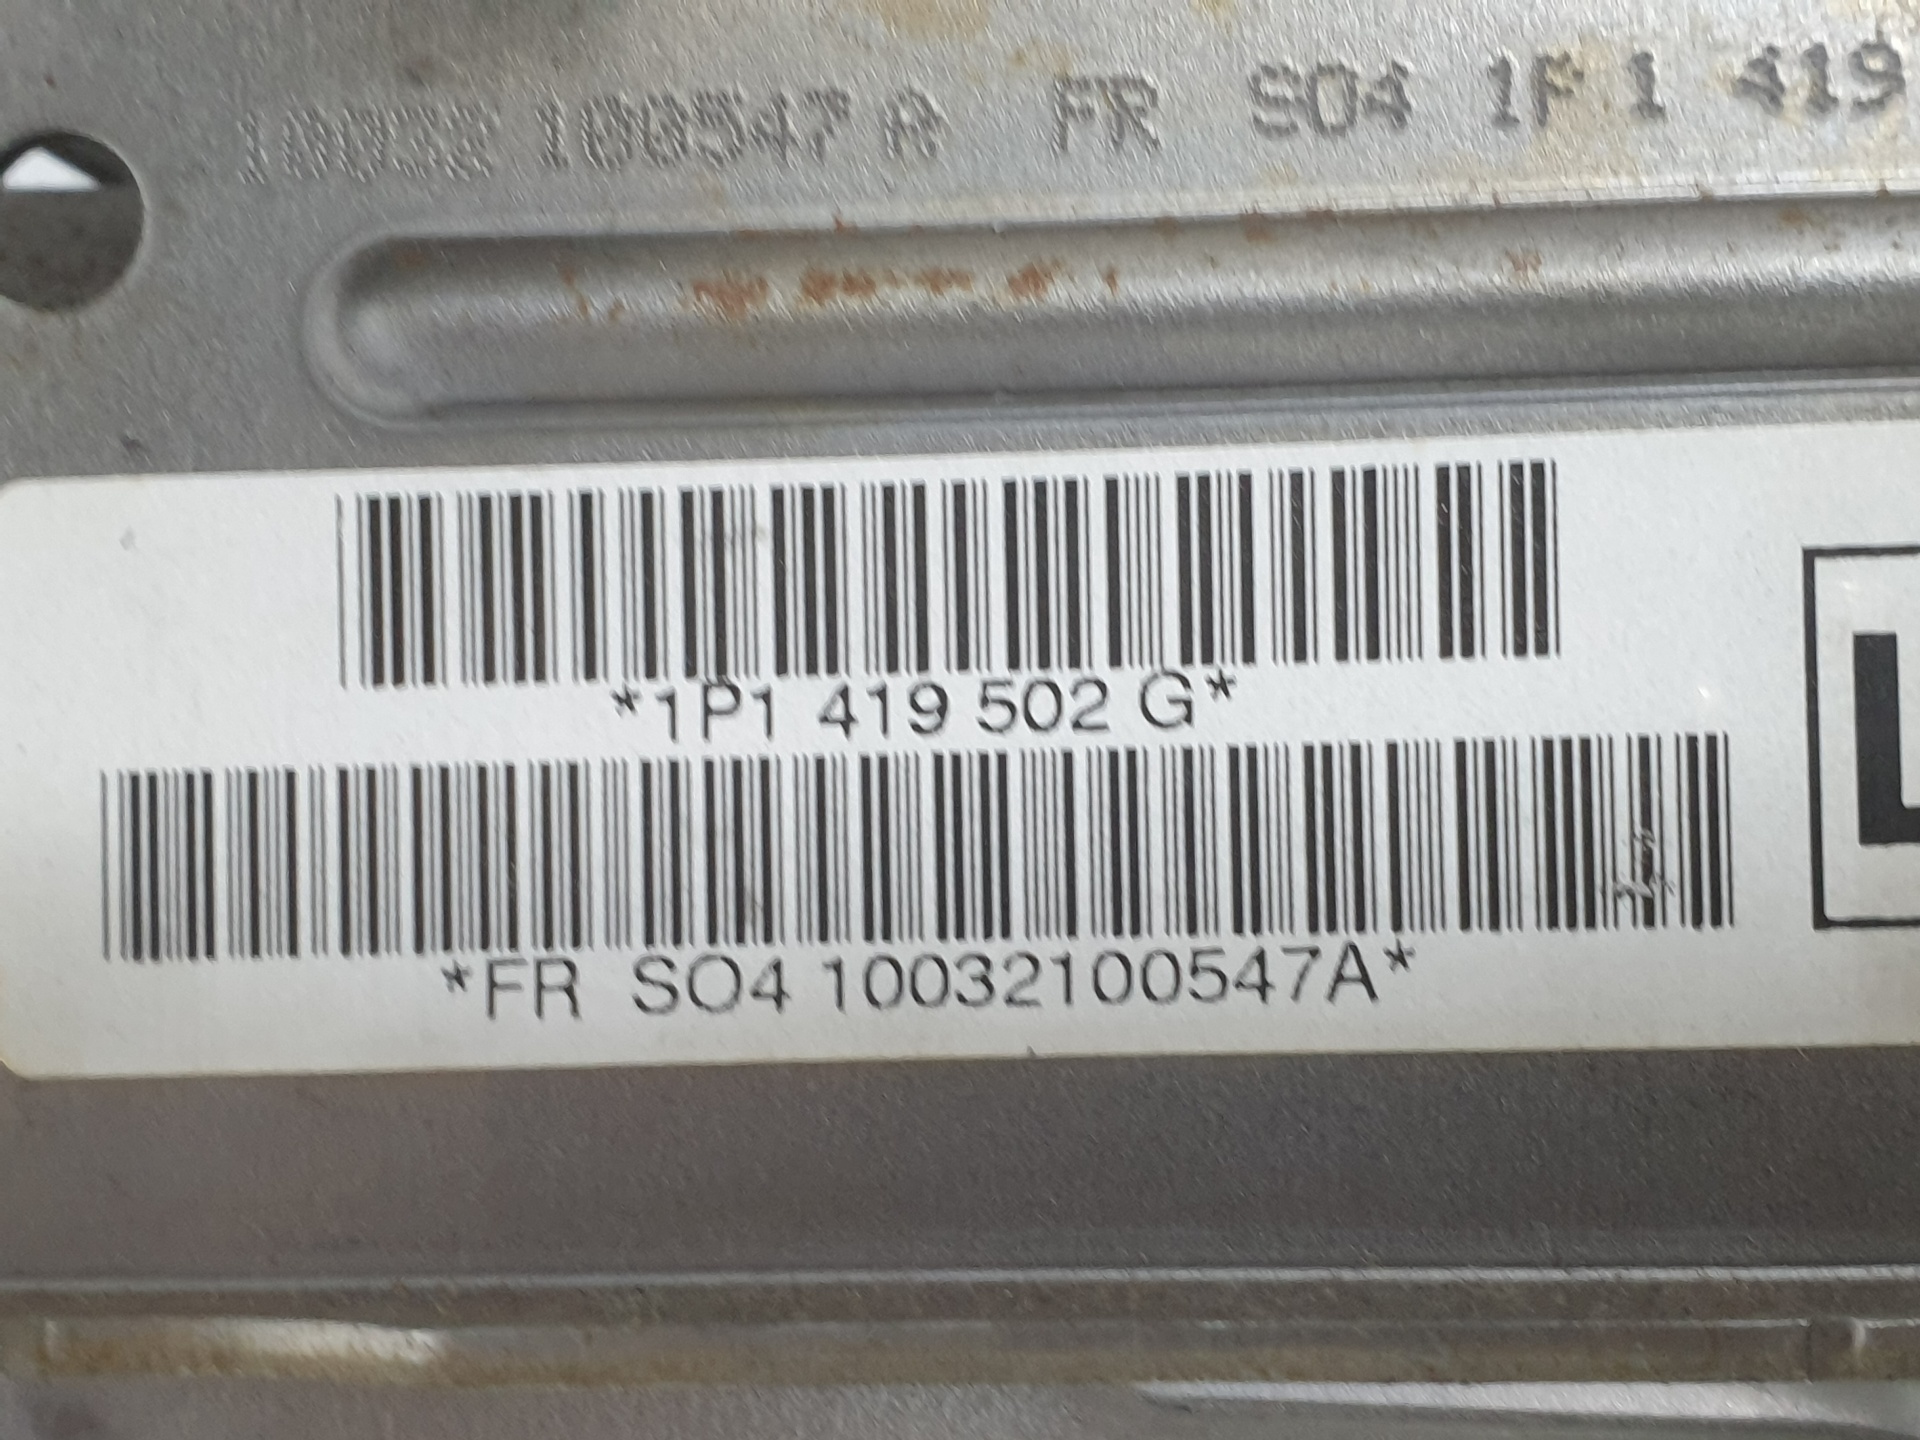 10032 100547 A FR SO4 1P1 419
*1P1 419 502 G*
L
*FR SO4 10032100547A*